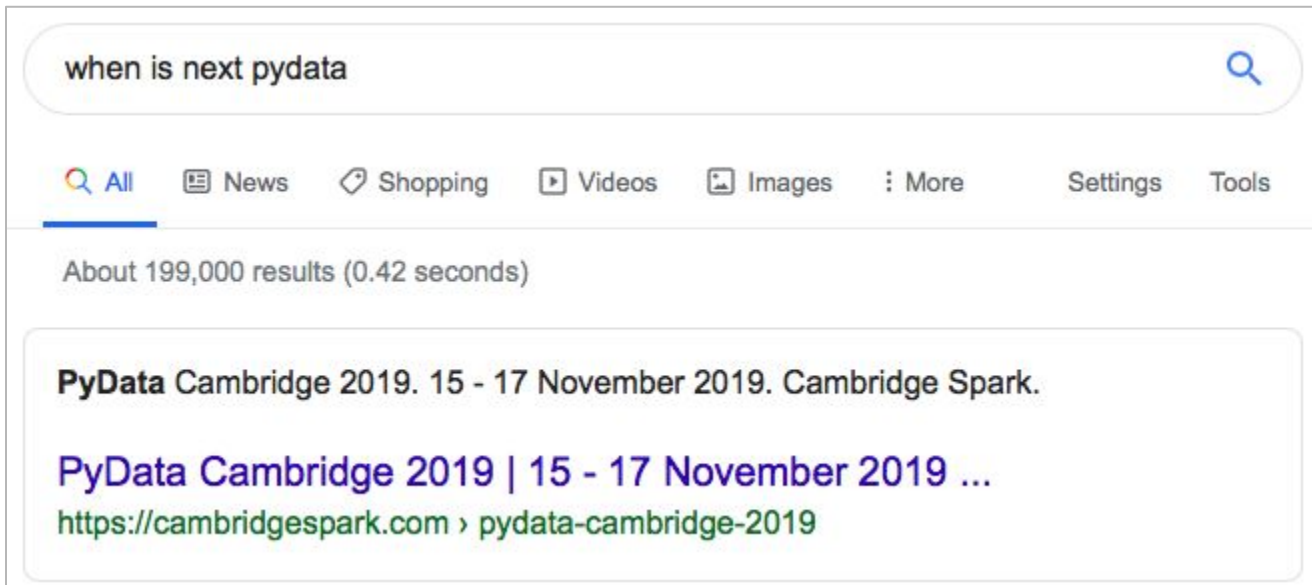 when is next pydata
All News Shopping Videos Images More Settings Tools
About 199,000 results (0.42 seconds)
PyData Cambridge 2019. 15 - 17 November 2019. Cambridge Spark.
PyData Cambridge 2019 | 15 - 17 November 2019 ...
https://cambridgespark.com › pydata-cambridge-2019